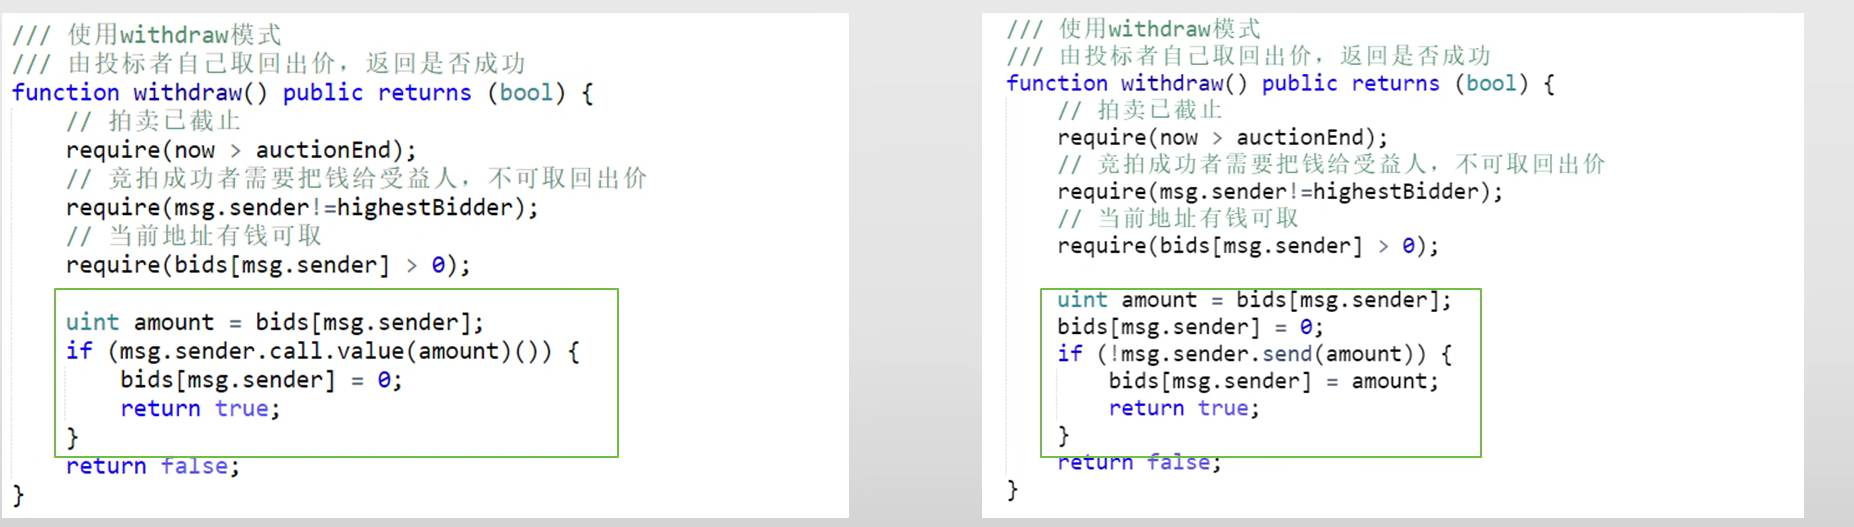 /// 使用withdraw模式
/// 由投标者自己取回出价，返回是否成功
function withdraw() public returns (bool) {
// 拍卖已截止
require(now > auctionEnd);
// 竞拍成功者需要把钱给受益人，不可取回出价
require(msg.sender!=highestBidder);
// 当前地址有钱可取
require(bids[msg.sender] > 0);
uint amount = bids[msg.sender];
if (msg.sender.call.value(amount)()) {
bids[msg.sender] = 0;
return true;
}
return false;
}
/// 使用withdraw模式
/// 由投标者自己取回出价，返回是否成功
function withdraw() public returns (bool) {
// 拍卖已截止
require(now > auctionEnd);
// 竞拍成功者需要把钱给受益人，不可取回出价
require(msg.sender!=highestBidder);
// 当前地址有钱可取
require(bids[msg.sender] > 0);
uint amount = bids[msg.sender];
bids[msg.sender] = 0;
if (!msg.sender.send(amount)) {
bids[msg.sender] = amount;
return true;
}
return false;
}